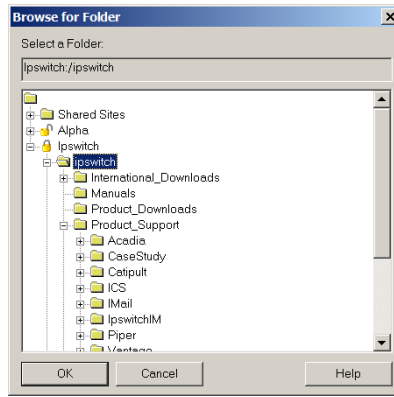 Browse for Folder
Select a Folder:
Ipswitch:/ipswitch
Shared Sites
Alpha
Ipswitch
ipswitch
International_Downloads
Manuals
Product_Downloads
Product_Support
Acadia
CaseStudy
Catipult
ICS
IMail
IpswitchIM
Piper
Vantage
OK Cancel Help